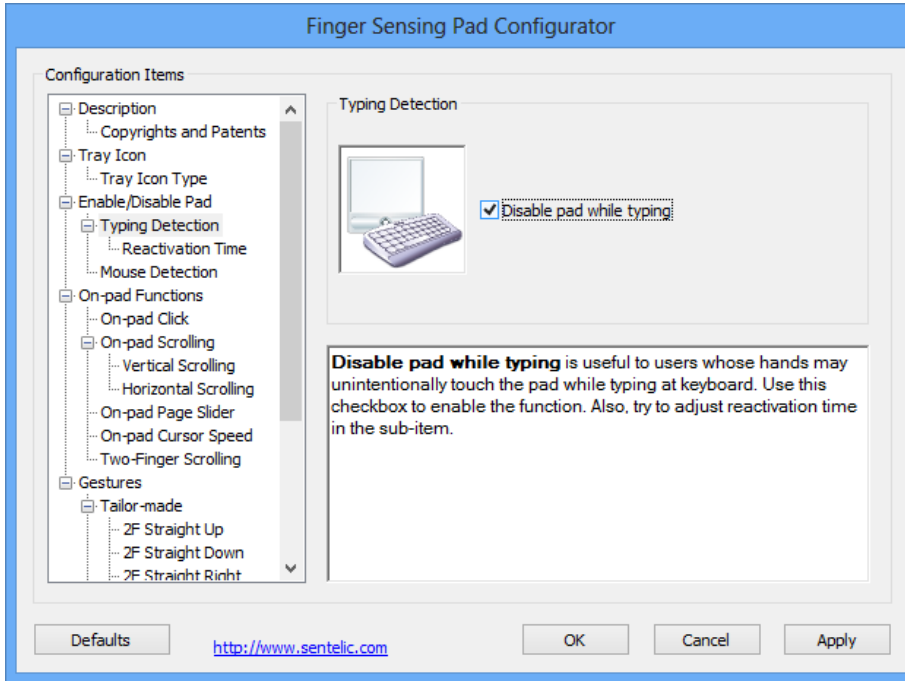 Finger Sensing Pad Configurator
Configuration Items
Description
Copyrights and Patents
Tray Icon
Tray Icon Type
Enable/Disable Pad
Typing Detection
Reactivation Time
Mouse Detection
On-pad Functions
On-pad Click
On-pad Scrolling
Vertical Scrolling
Horizontal Scrolling
On-pad Page Slider
On-pad Cursor Speed
Two-Finger Scrolling
Gestures
Tailor-made
2F Straight Up
2F Straight Down
2F Straight Right
Typing Detection
Disable pad while typing
Disable pad while typing is useful to users whose hands may
unintentionally touch the pad while typing at keyboard. Use this
checkbox to enable the function. Also, try to adjust reactivation time
in the sub-item.
Defaults
http://www.sentelic.com
OK
Cancel
Apply